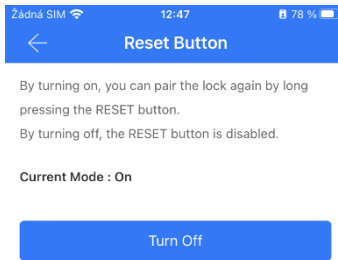 Žádná SIM 12:47 78 %
Reset Button
By turning on, you can pair the lock again by long
pressing the RESET button.
By turning off, the RESET button is disabled.
Current Mode : On
Turn Off